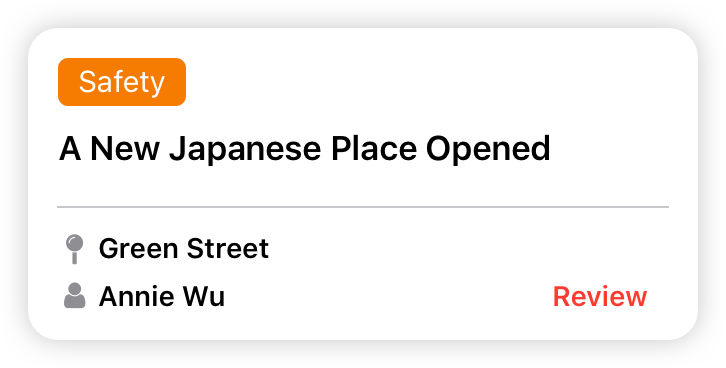 Safety
A New Japanese Place Opened
Green Street
Annie Wu
Review